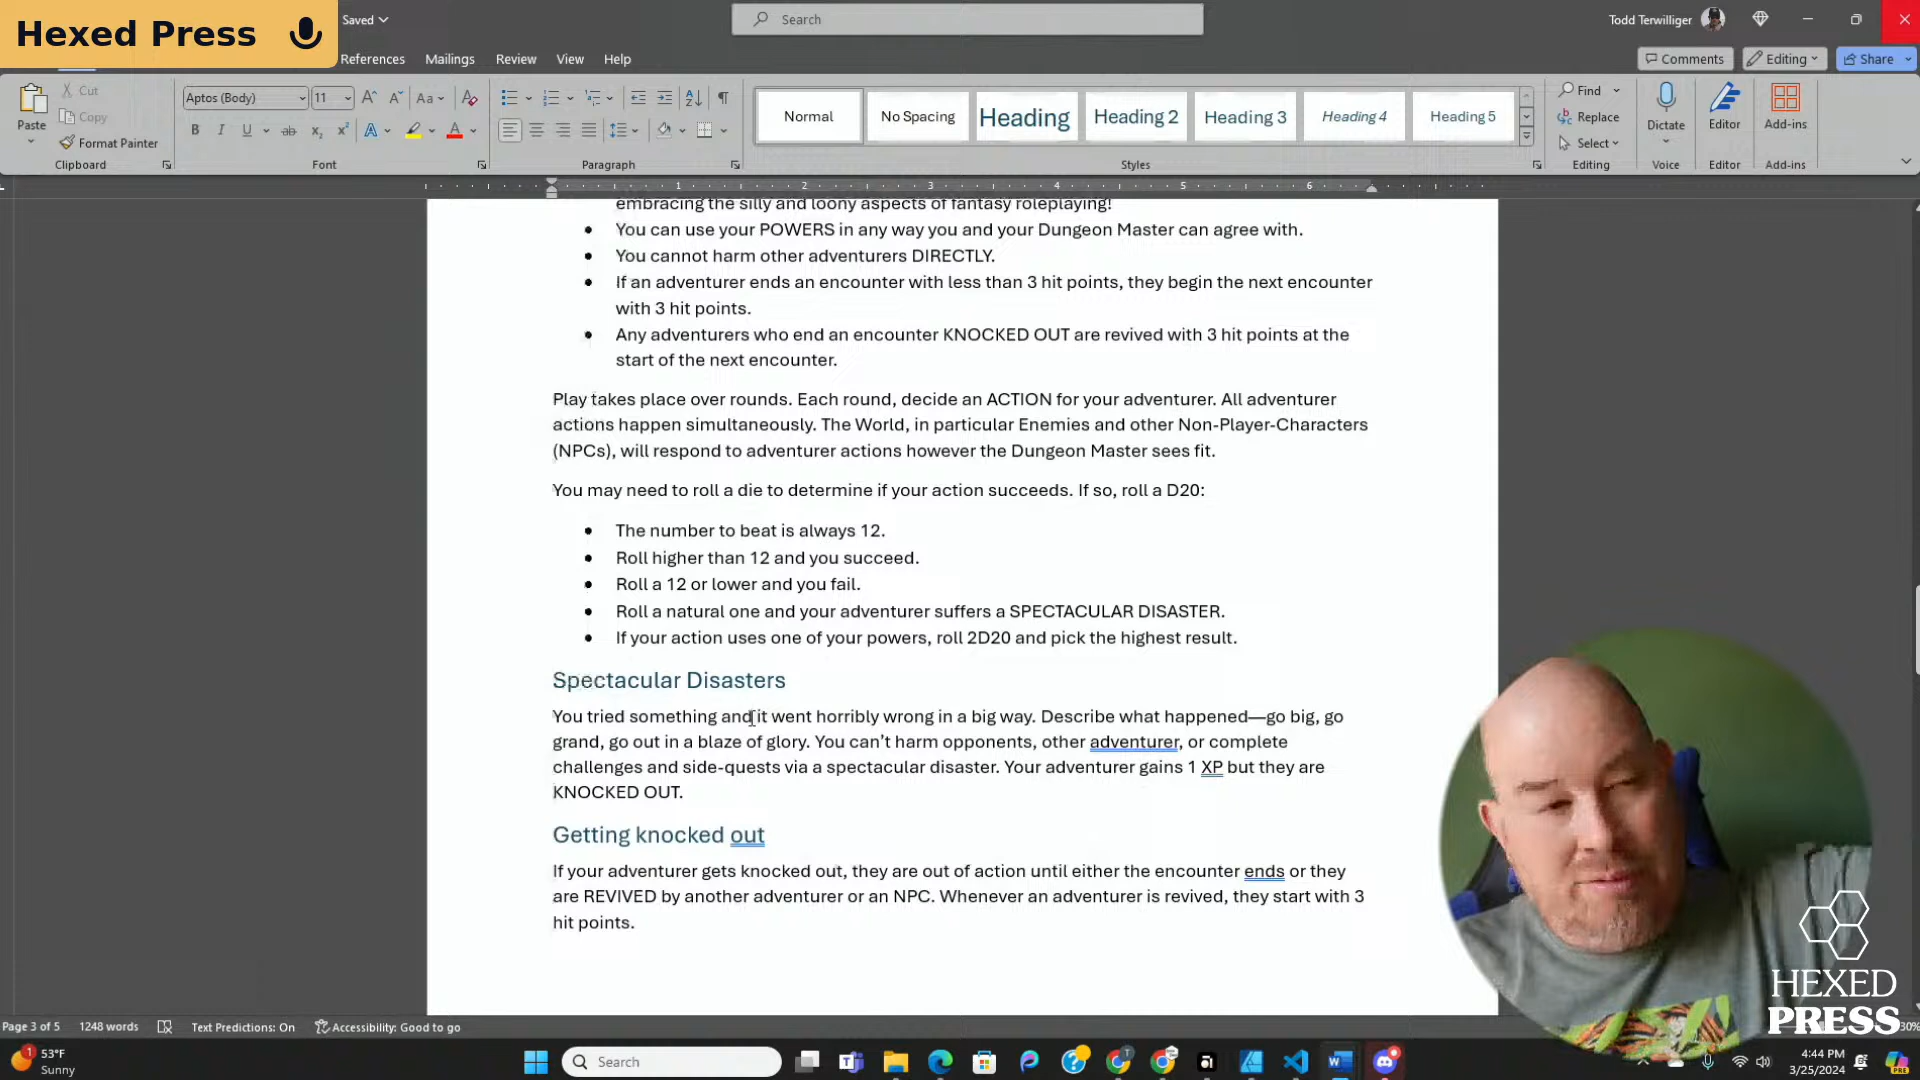 Hexed Press
Saved
Search
Todd Terwilliger
References
Mailings
Review
View
Help
Comments
Editing
Share
Paste
Cut
Copy
Format Painter
Clipboard
Aptos (Body)
11
Aa
B I U ab x₂ x²
Font
Paragraph
Normal
No Spacing
Heading
Heading 2
Heading 3
Heading 4
Heading 5
Styles
Find
Replace
Select
Editing
Dictate
Voice
Editor
Editor
Add-ins
Add-ins
1 2 3 4 5 6
embracing the silly and loony aspects of fantasy roleplaying!
• You can use your POWERS in any way you and your Dungeon Master can agree with.
• You cannot harm other adventurers DIRECTLY.
• If an adventurer ends an encounter with less than 3 hit points, they begin the next encounter
with 3 hit points.
• Any adventurers who end an encounter KNOCKED OUT are revived with 3 hit points at the
start of the next encounter.
Play takes place over rounds. Each round, decide an ACTION for your adventurer. All adventurer
actions happen simultaneously. The World, in particular Enemies and other Non-Player-Characters
(NPCs), will respond to adventurer actions however the Dungeon Master sees fit.
You may need to roll a die to determine if your action succeeds. If so, roll a D20:
• The number to beat is always 12.
• Roll higher than 12 and you succeed.
• Roll a 12 or lower and you fail.
• Roll a natural one and your adventurer suffers a SPECTACULAR DISASTER.
• If your action uses one of your powers, roll 2D20 and pick the highest result.
Spectacular Disasters
You tried something and it went horribly wrong in a big way. Describe what happened—go big, go
grand, go out in a blaze of glory. You can’t harm opponents, other adventurer, or complete
challenges and side-quests via a spectacular disaster. Your adventurer gains 1 XP but they are
KNOCKED OUT.
Getting knocked out
If your adventurer gets knocked out, they are out of action until either the encounter ends or they
are REVIVED by another adventurer or an NPC. Whenever an adventurer is revived, they start with 3
hit points.
HEXED
PRESS
Page 3 of 5
1248 words
Text Predictions: On
Accessibility: Good to go
30%
1
53°F
Sunny
Search
4:44 PM
3/25/2024
PRE